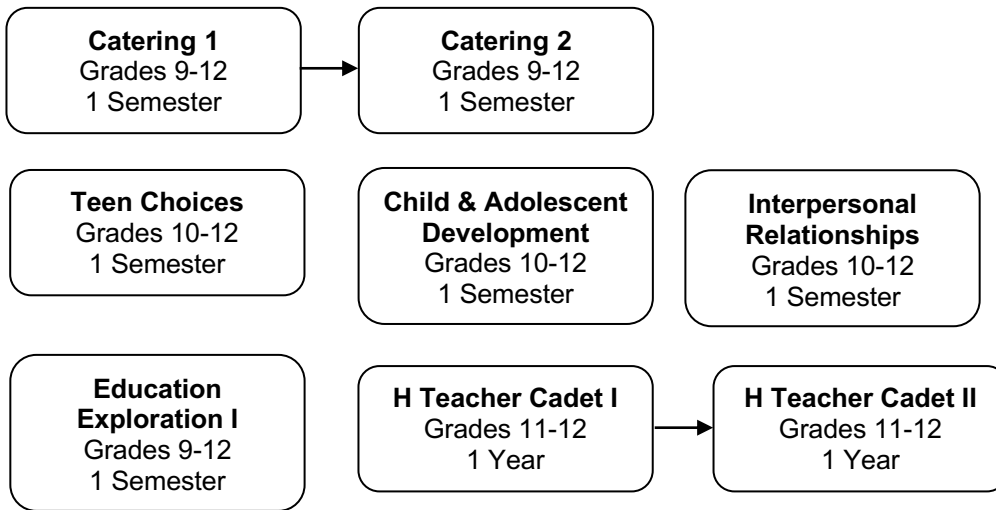 Catering 1
Grades 9-12
1 Semester
Catering 2
Grades 9-12
1 Semester
Teen Choices
Grades 10-12
1 Semester
Child & Adolescent
Development
Grades 10-12
1 Semester
Interpersonal
Relationships
Grades 10-12
1 Semester
Education
Exploration I
Grades 9-12
1 Semester
H Teacher Cadet I
Grades 11-12
1 Year
H Teacher Cadet II
Grades 11-12
1 Year